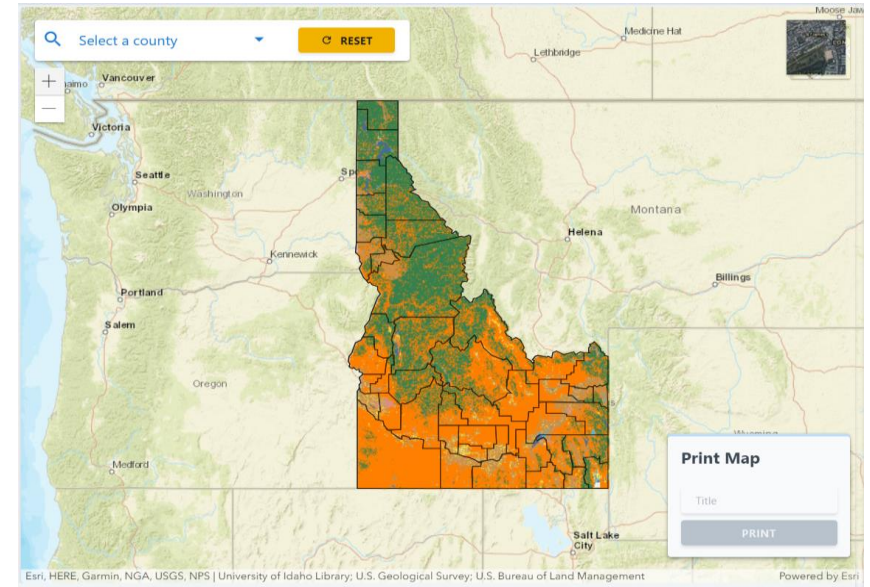 Select a county
RESET
Moose Jaw
Medicine Hat
Lethbridge
Vancouver
Victoria
Seattle
Washington
Olympia
Montana
Helena
Kennewick
Billings
Portland
Salem
Oregon
Wyoming
Print Map
Medford
Title
PRINT
Salt Lake
City
Esri, HERE, Garmin, NGA, USGS, NPS | University of Idaho Library; U.S. Geological Survey; U.S. Bureau of Land Management
Powered by Esri